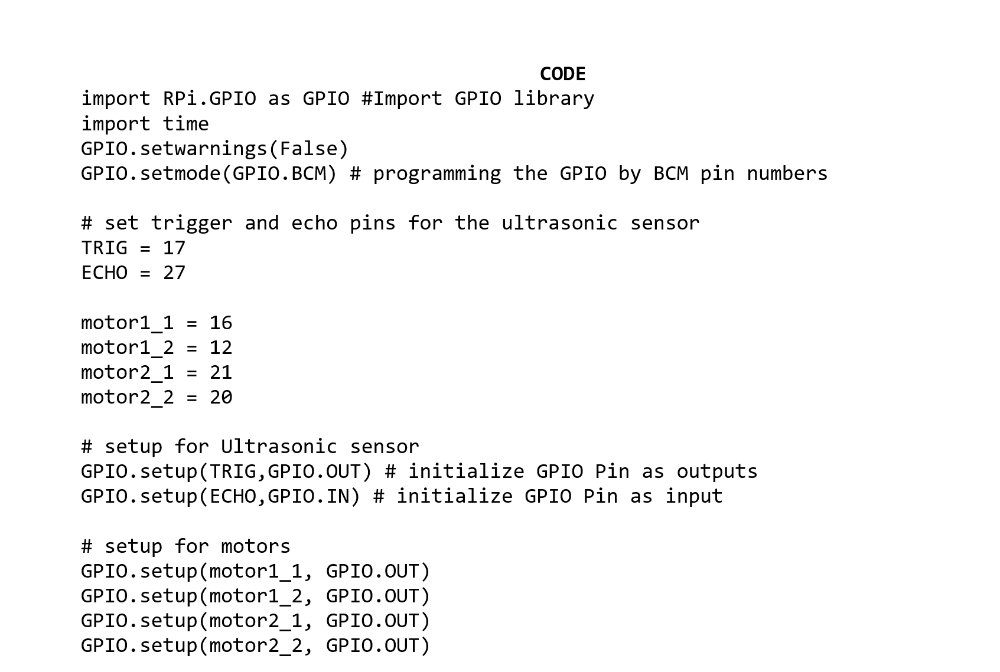 CODE
import RPi.GPIO as GPIO #Import GPIO library
import time
GPIO.setwarnings(False)
GPIO.setmode(GPIO.BCM) # programming the GPIO by BCM pin numbers
# set trigger and echo pins for the ultrasonic sensor
TRIG = 17
ECHO = 27
motor1_1 = 16
motor1_2 = 12
motor2_1 = 21
motor2_2 = 20
# setup for Ultrasonic sensor
GPIO.setup(TRIG,GPIO.OUT) # initialize GPIO Pin as outputs
GPIO.setup(ECHO,GPIO.IN) # initialize GPIO Pin as input
# setup for motors
GPIO.setup(motor1_1, GPIO.OUT)
GPIO.setup(motor1_2, GPIO.OUT)
GPIO.setup(motor2_1, GPIO.OUT)
GPIO.setup(motor2_2, GPIO.OUT)